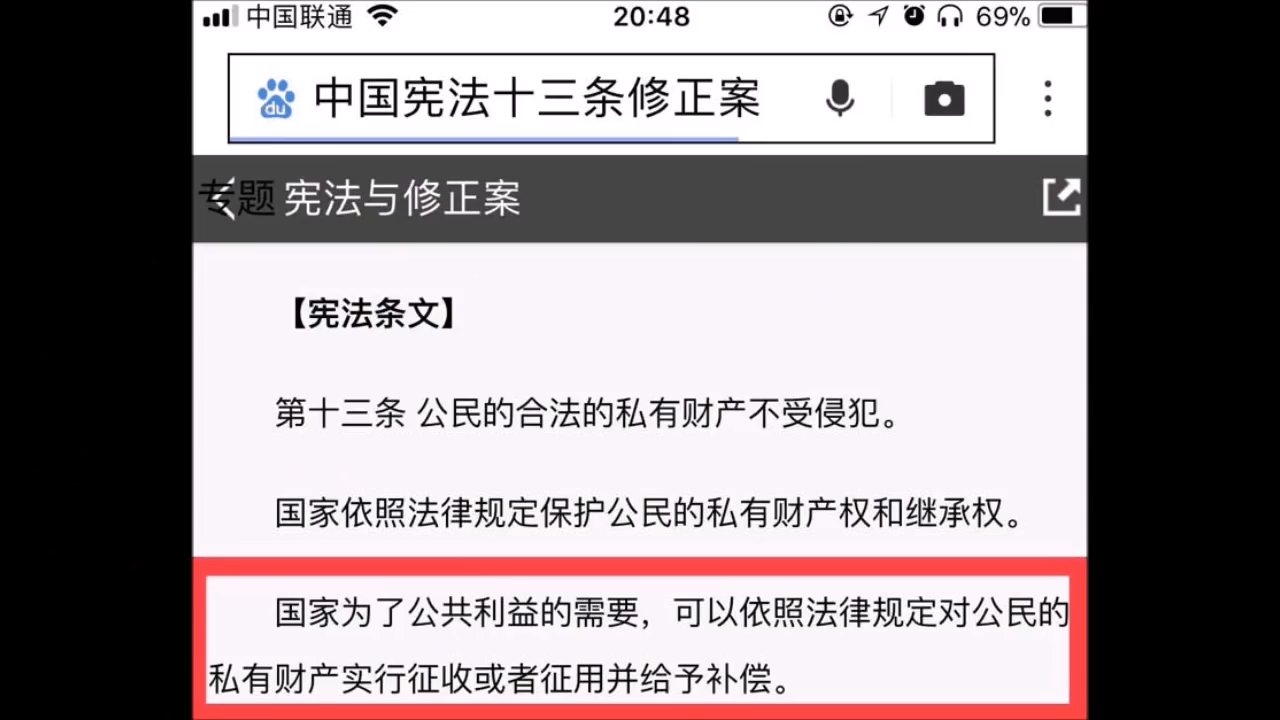 中国联通 20:48 69%
du 中国宪法十三条修正案
专题 宪法与修正案
【宪法条文】
第十三条 公民的合法的私有财产不受侵犯。
国家依照法律规定保护公民的私有财产权和继承权。
国家为了公共利益的需要，可以依照法律规定对公民的
私有财产实行征收或者征用并给予补偿。